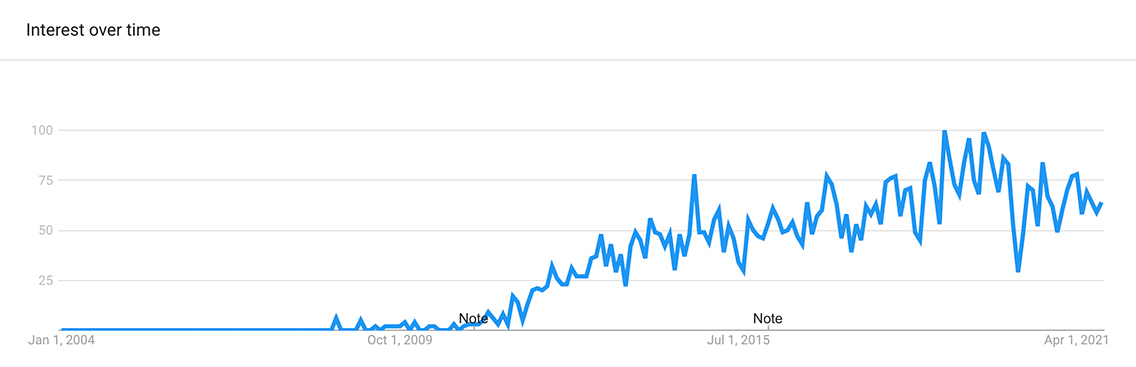 Interest over time
100
75
50
25
Note
Note
Jan 1, 2004
Oct 1, 2009
Jul 1, 2015
Apr 1, 2021